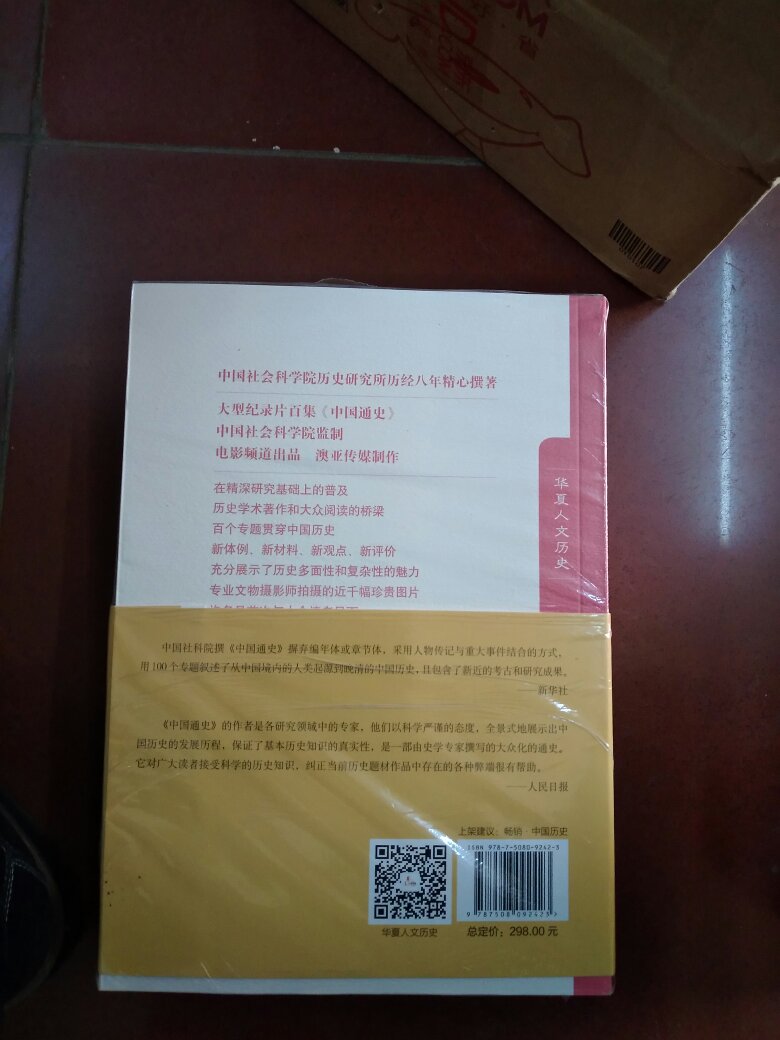 中国社会科学院历史研究所历经八年精心撰著
大型纪录片百集《中国通史》
中国社会科学院监制
电影频道出品 澳亚传媒制作
在精深研究基础上的普及
历史学术著作和大众阅读的桥梁
百个专题贯穿中国历史
新体例、新材料、新观点、新评价
充分展示了历史多面性和复杂性的魅力
专业文物摄影师拍摄的近千幅珍贵图片
华夏人文历史
中国社科院撰《中国通史》摒弃编年体或章节体，采用人物传记与重大事件结合的方式，
用100个专题叙述了从中国境内的人类起源到晚清的中国历史，且包含了新近的考古和研究成果。
——新华社
《中国通史》的作者是各研究领域中的专家，他们以科学严谨的态度，全景式地展示出中
国历史的发展历程，保证了基本历史知识的真实性，是一部由史学专家撰写的大众化的通史。
它对广大读者接受科学的历史知识，纠正当前历史题材作品中存在的各种弊端很有帮助。
——人民日报
上架建议：畅销·中国历史
ISBN 978-7-5080-9242-3
9 787508 092423 >
华夏人文历史
总定价：298.00 元